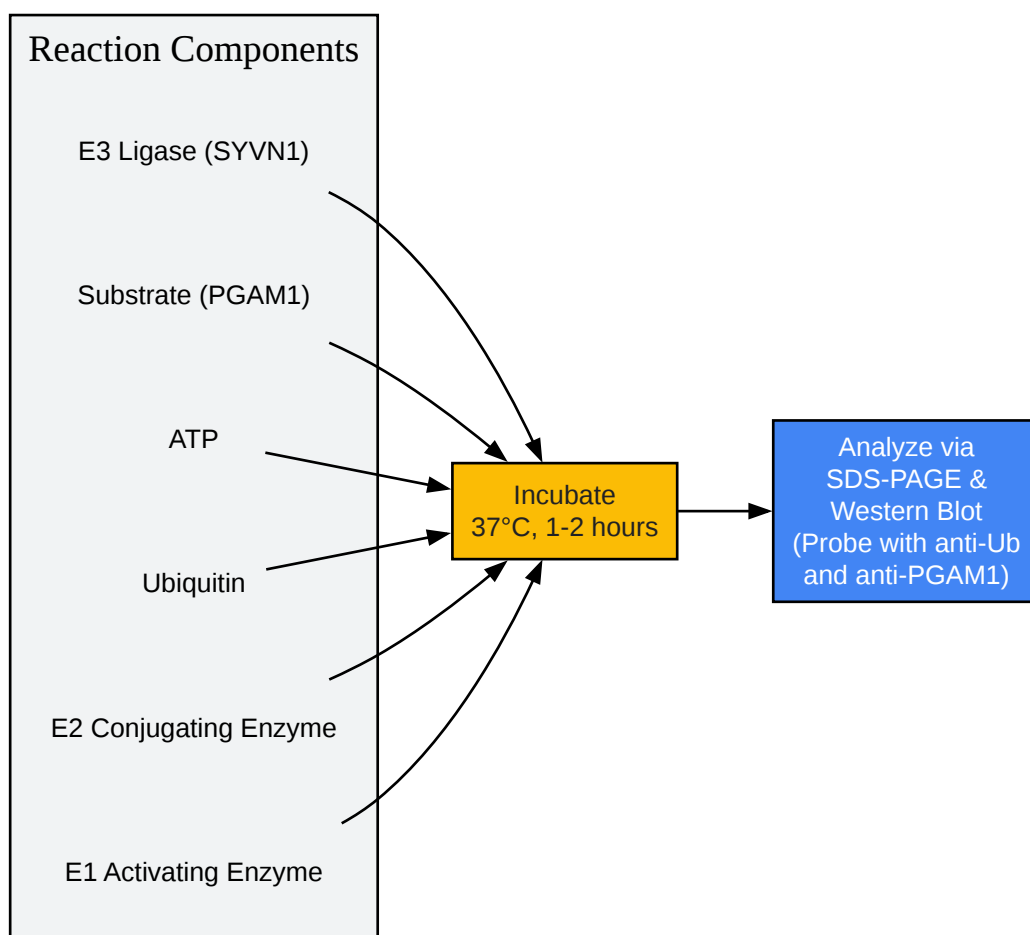 Reaction Components
E3 Ligase (SYVN1)
Substrate (PGAM1)
ATP
Ubiquitin
E2 Conjugating Enzyme
E1 Activating Enzyme
Incubate
37°C, 1-2 hours
Analyze via
SDS-PAGE &
Western Blot
(Probe with anti-Ub
and anti-PGAM1)